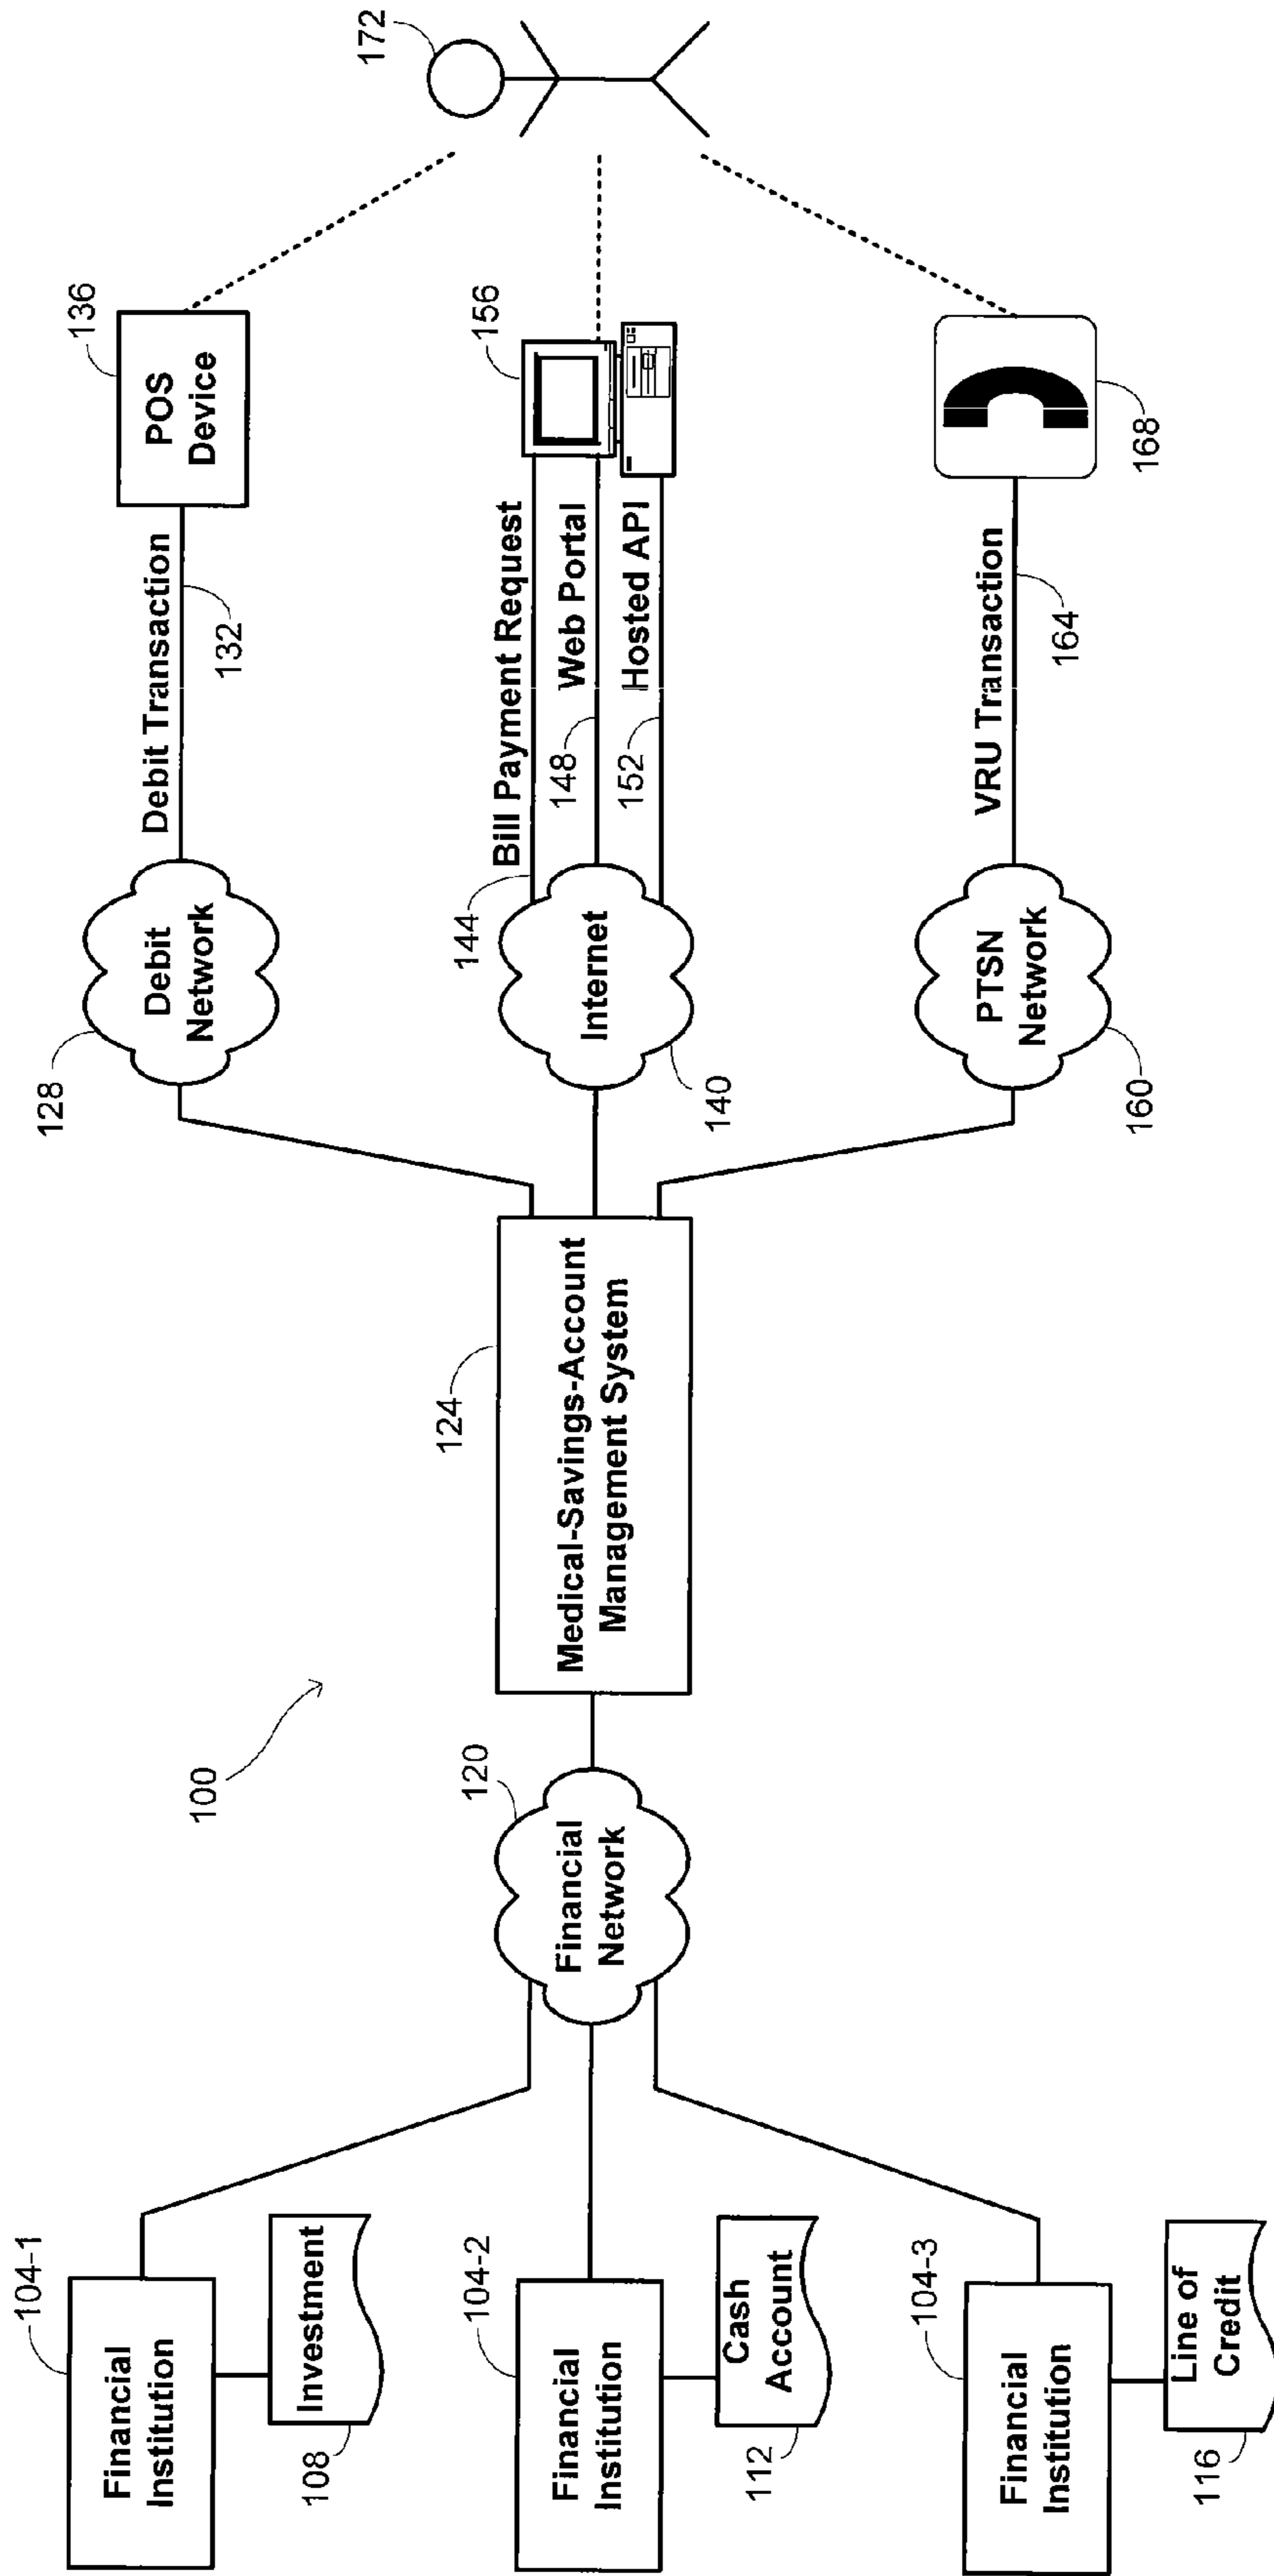 100
104-1
Financial
Institution
Investment
108
104-2
Financial
Institution
Cash
Account
112
104-3
Financial
Institution
Line of
Credit
116
120
Financial
Network
124
Medical-Savings-Account
Management System
128
Debit
Network
Debit Transaction
132
136
POS
Device
140
Internet
144
Bill Payment Request
148
Web Portal
152
Hosted API
156
160
PTSN
Network
VRU Transaction
164
168
172